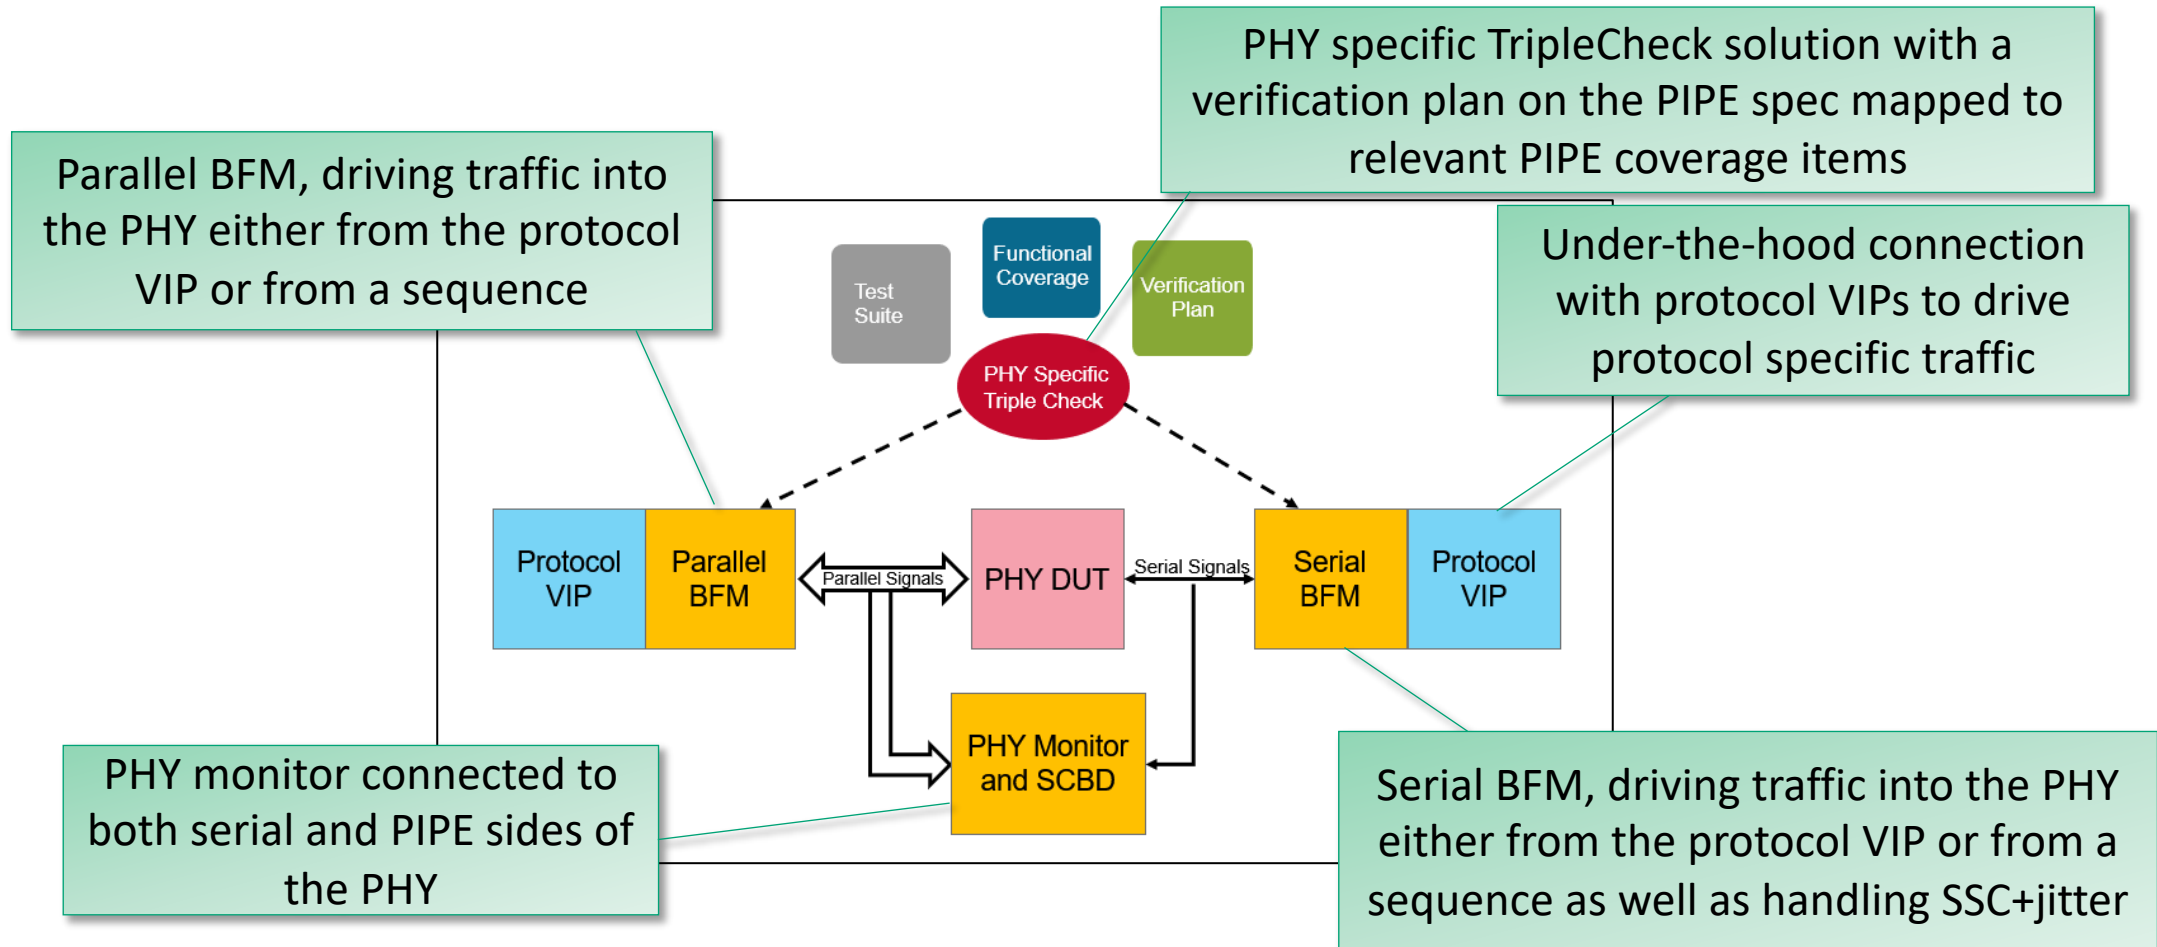 PHY specific TripleCheck solution with a
verification plan on the PIPE spec mapped to
relevant PIPE coverage items
Parallel BFM, driving traffic into
the PHY either from the protocol
VIP or from a sequence
Under-the-hood connection
with protocol VIPs to drive
protocol specific traffic
Test
Suite
Functional
Coverage
Verification
Plan
PHY Specific
Triple Check
Protocol
VIP
Parallel
BFM
Parallel Signals
PHY DUT
Serial Signals
Serial
BFM
Protocol
VIP
PHY Monitor
and SCBD
PHY monitor connected to
both serial and PIPE sides of
the PHY
Serial BFM, driving traffic into the PHY
either from the protocol VIP or from a
sequence as well as handling SSC+jitter